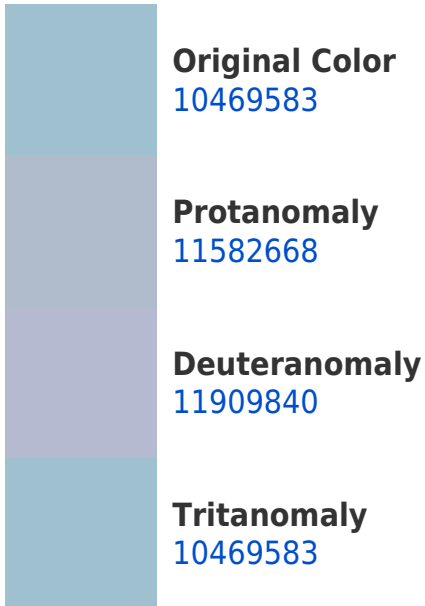 Original Color
10469583
Protanomaly
11582668
Deuteranomaly
11909840
Tritanomaly
10469583